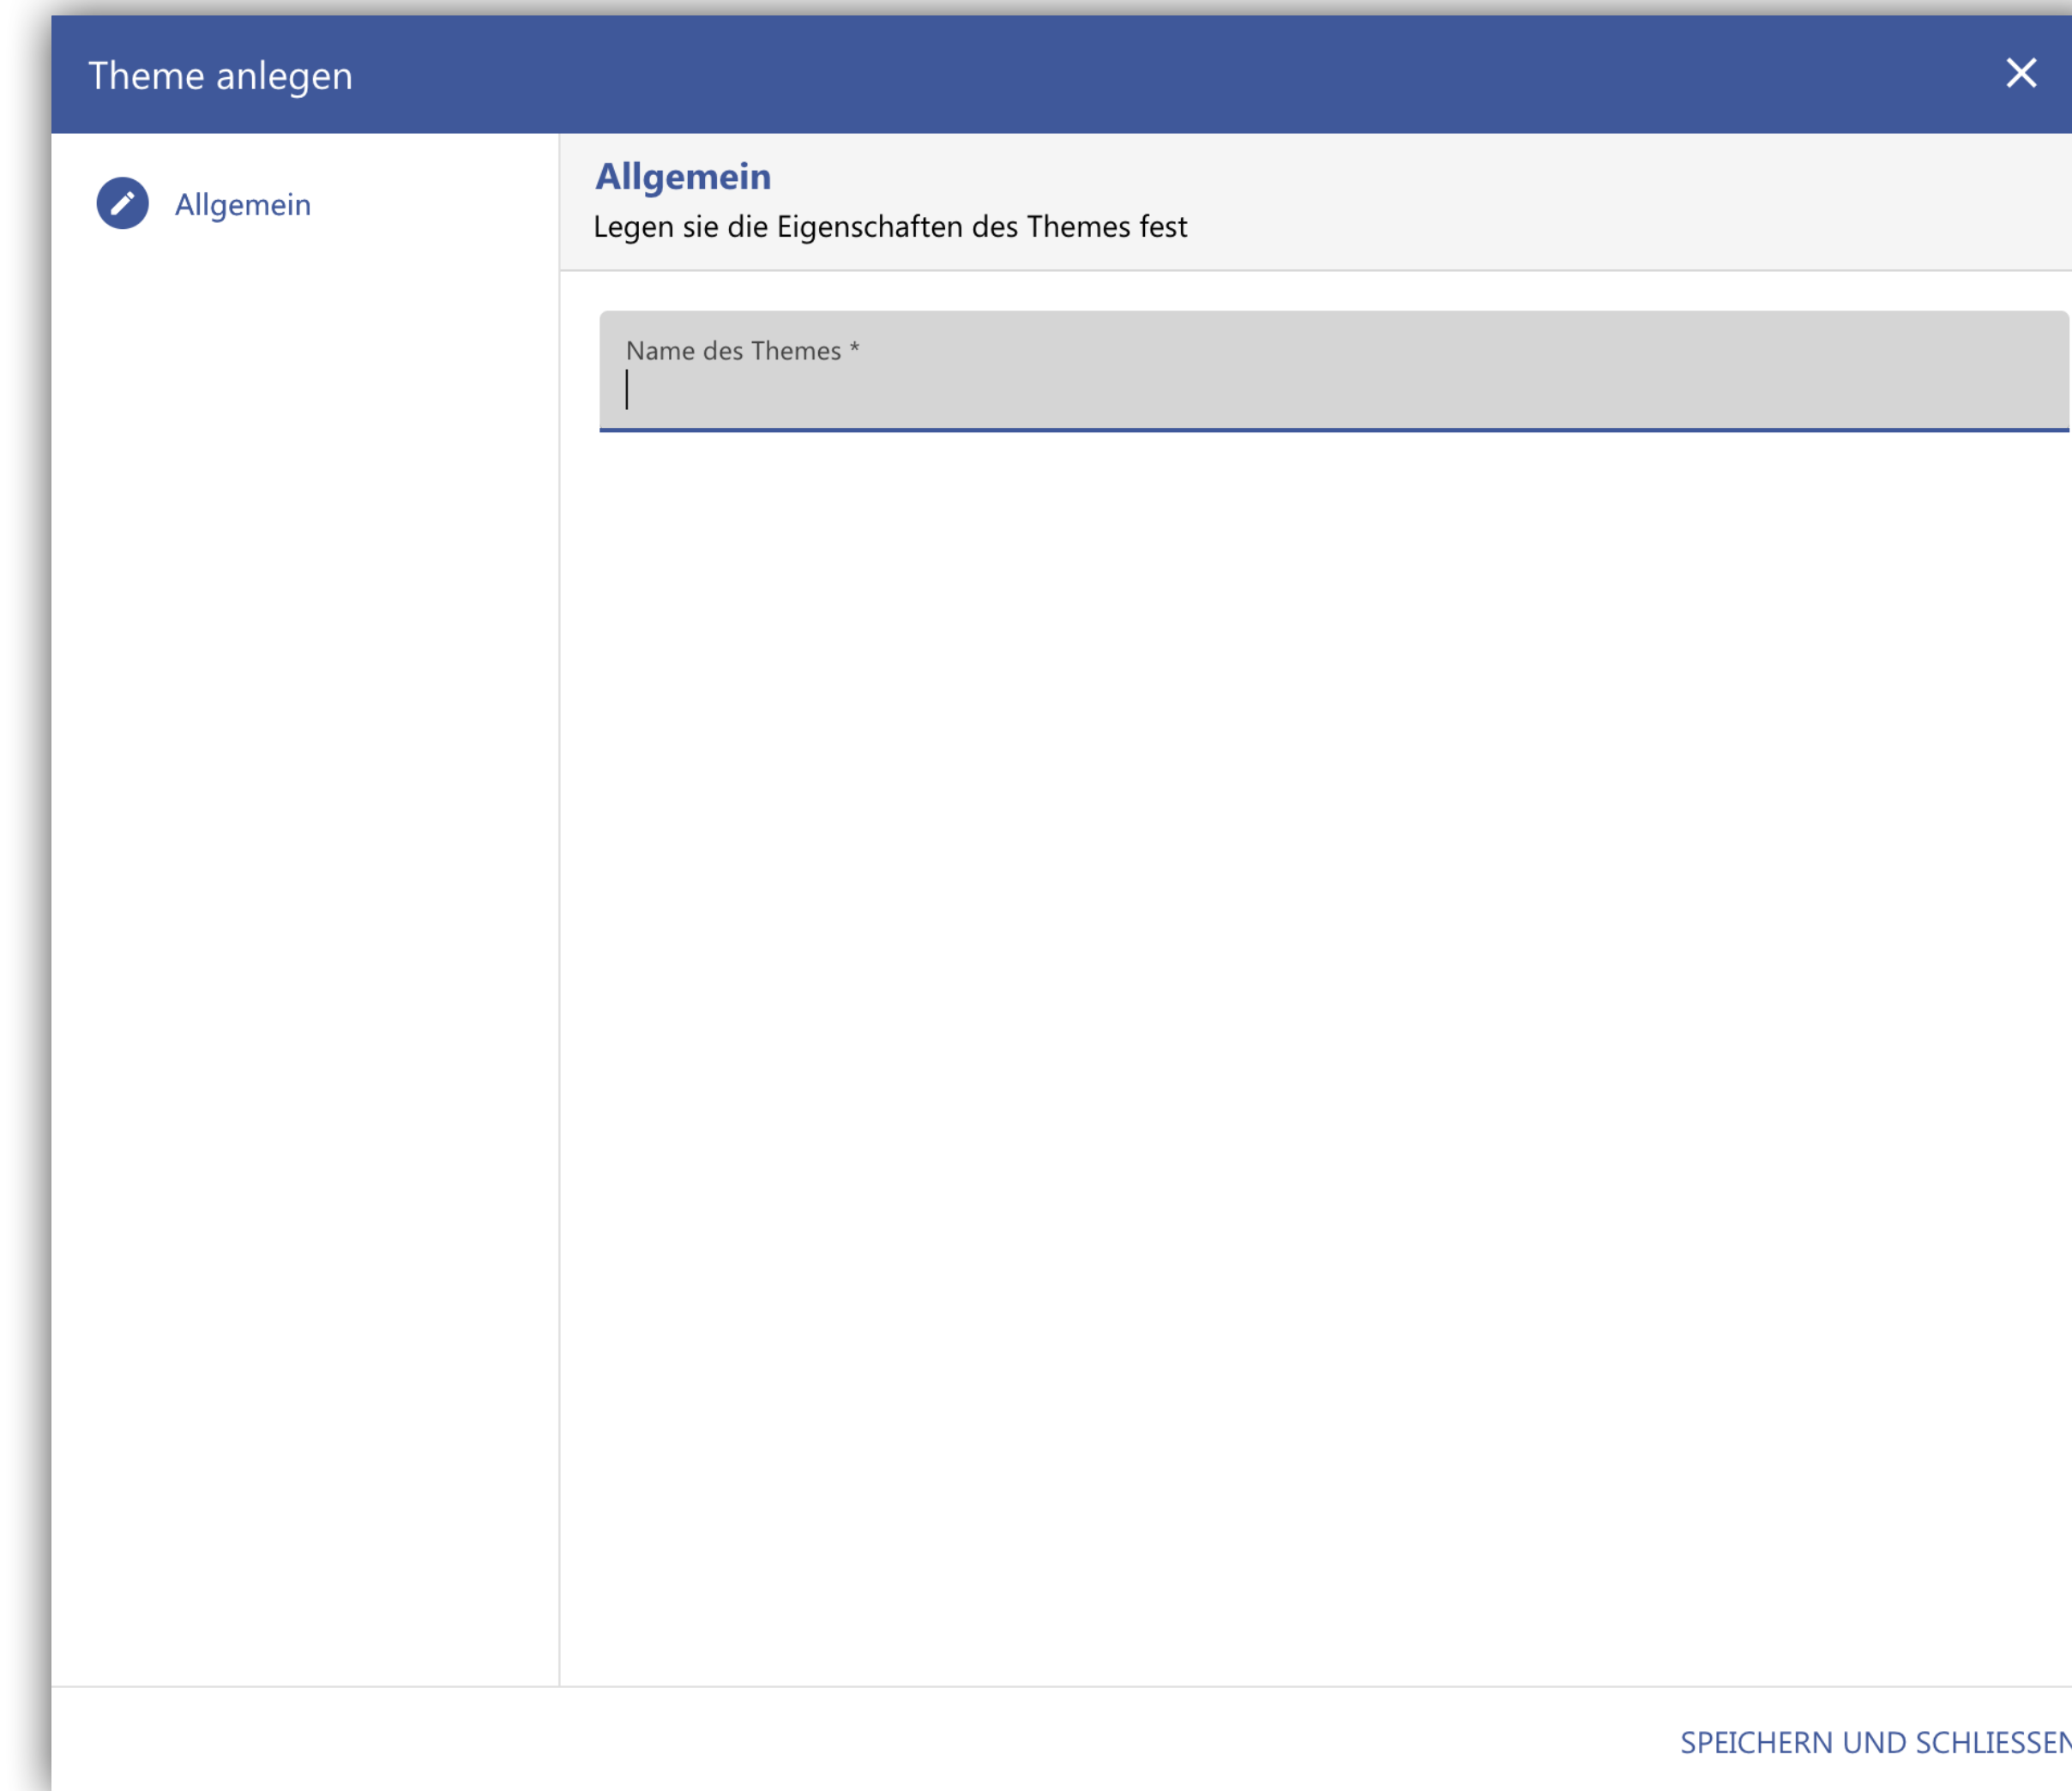 Theme anlegen
Allgemein
Allgemein
Legen sie die Eigenschaften des Themes fest
Name des Themes *
SPEICHERN UND SCHLIESSEN